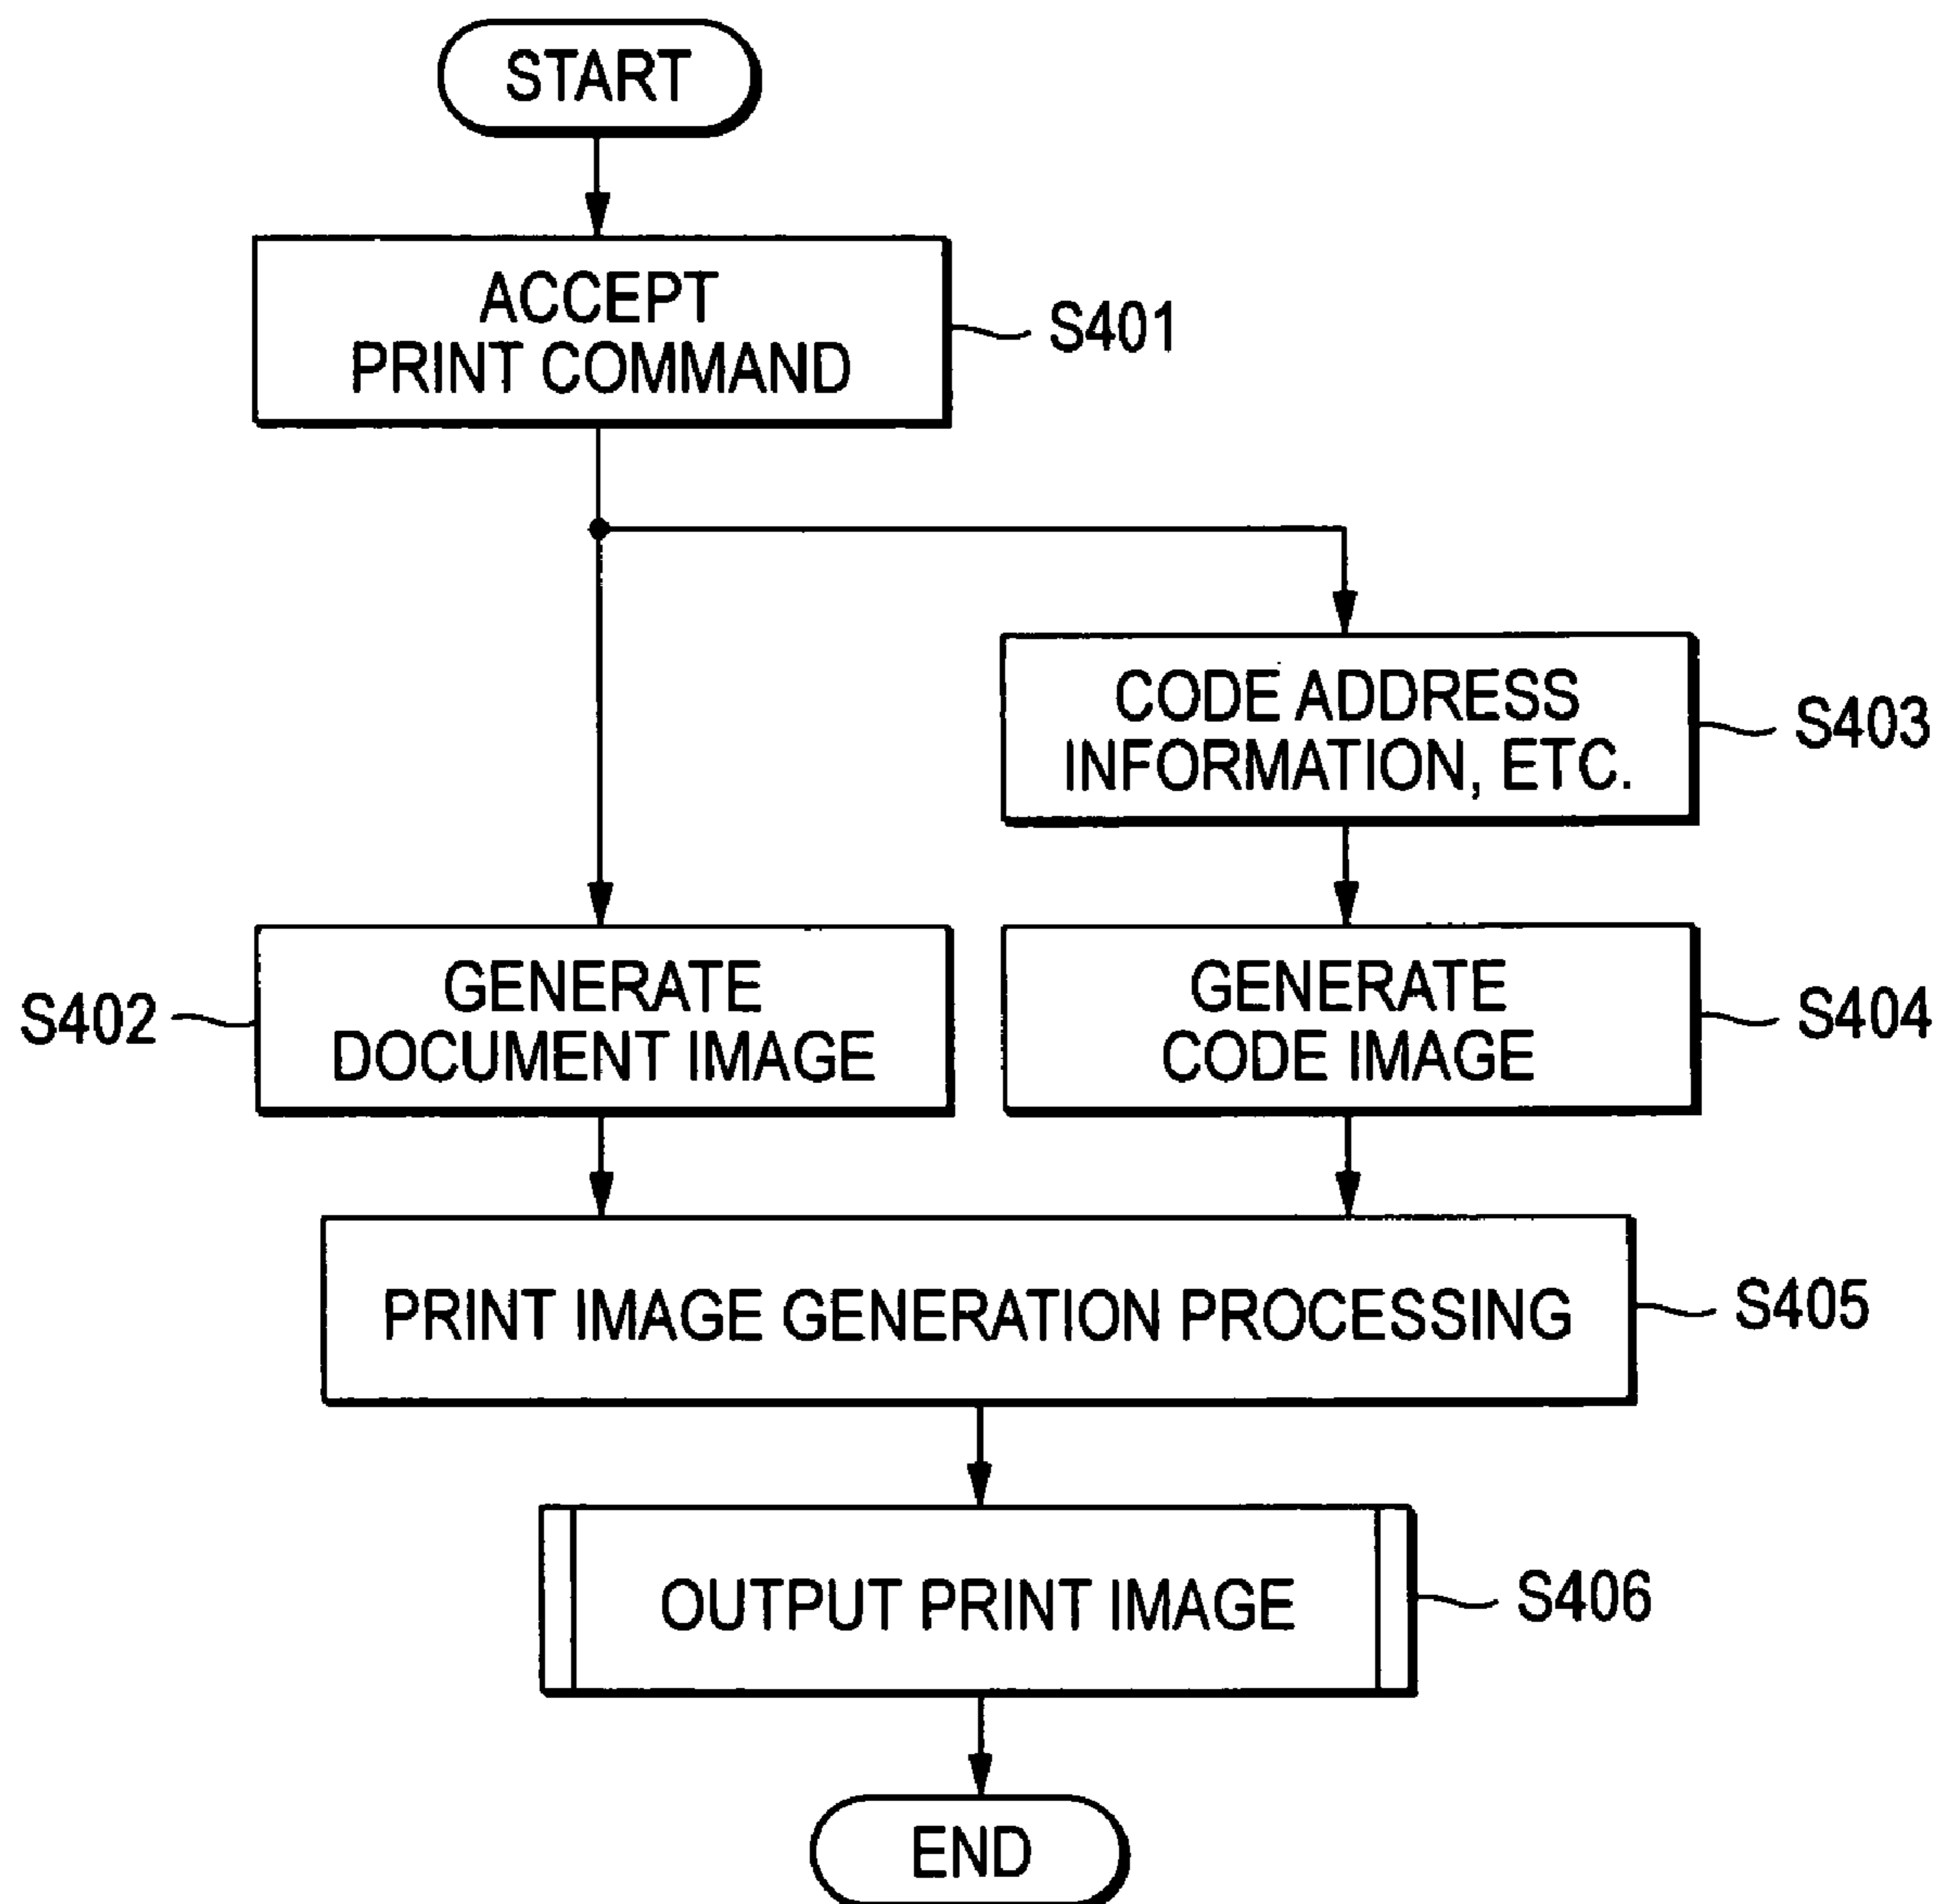 START
ACCEPT
PRINT COMMAND
S401
CODE ADDRESS
INFORMATION, ETC.
S403
S402
GENERATE
DOCUMENT IMAGE
GENERATE
CODE IMAGE
S404
PRINT IMAGE GENERATION PROCESSING
S405
OUTPUT PRINT IMAGE
S406
END